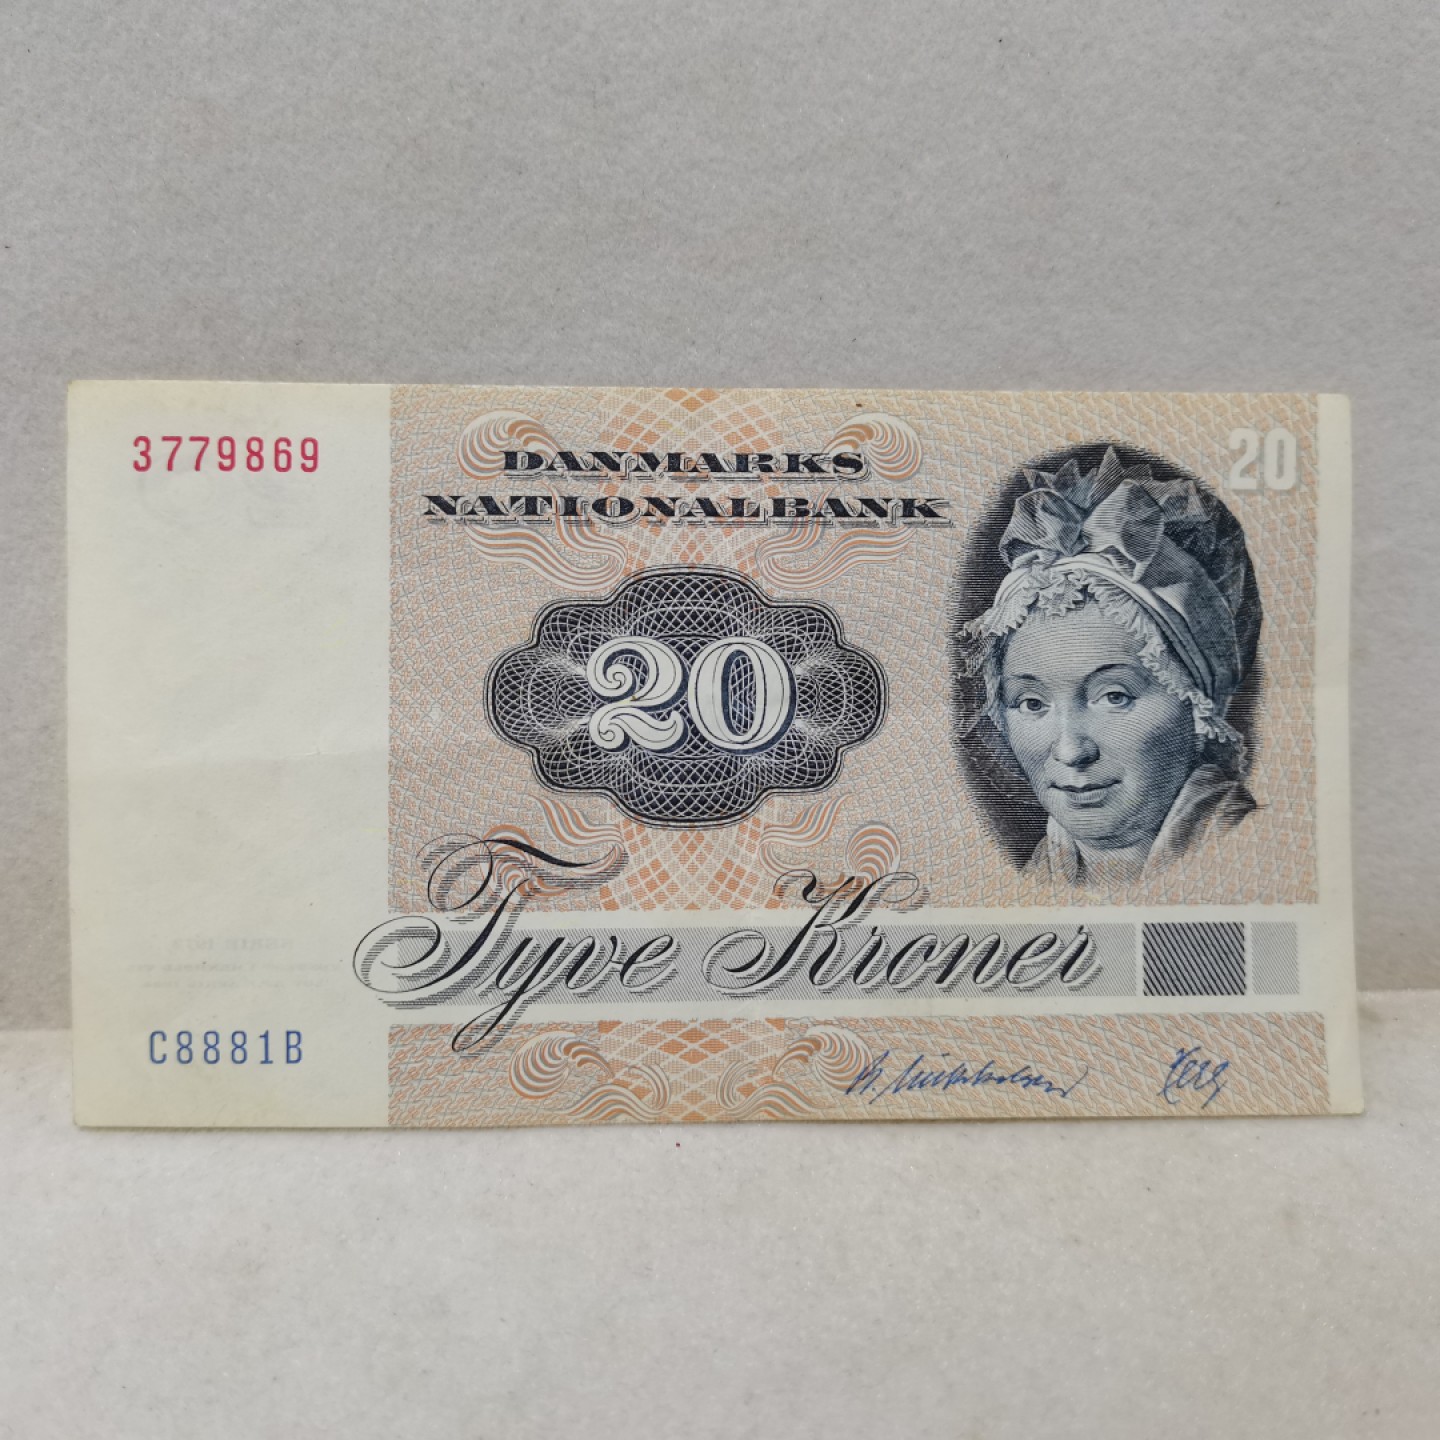 3779869
DANMARKS
NATIONALBANK
20
20
Tyve Kroner
C8881B